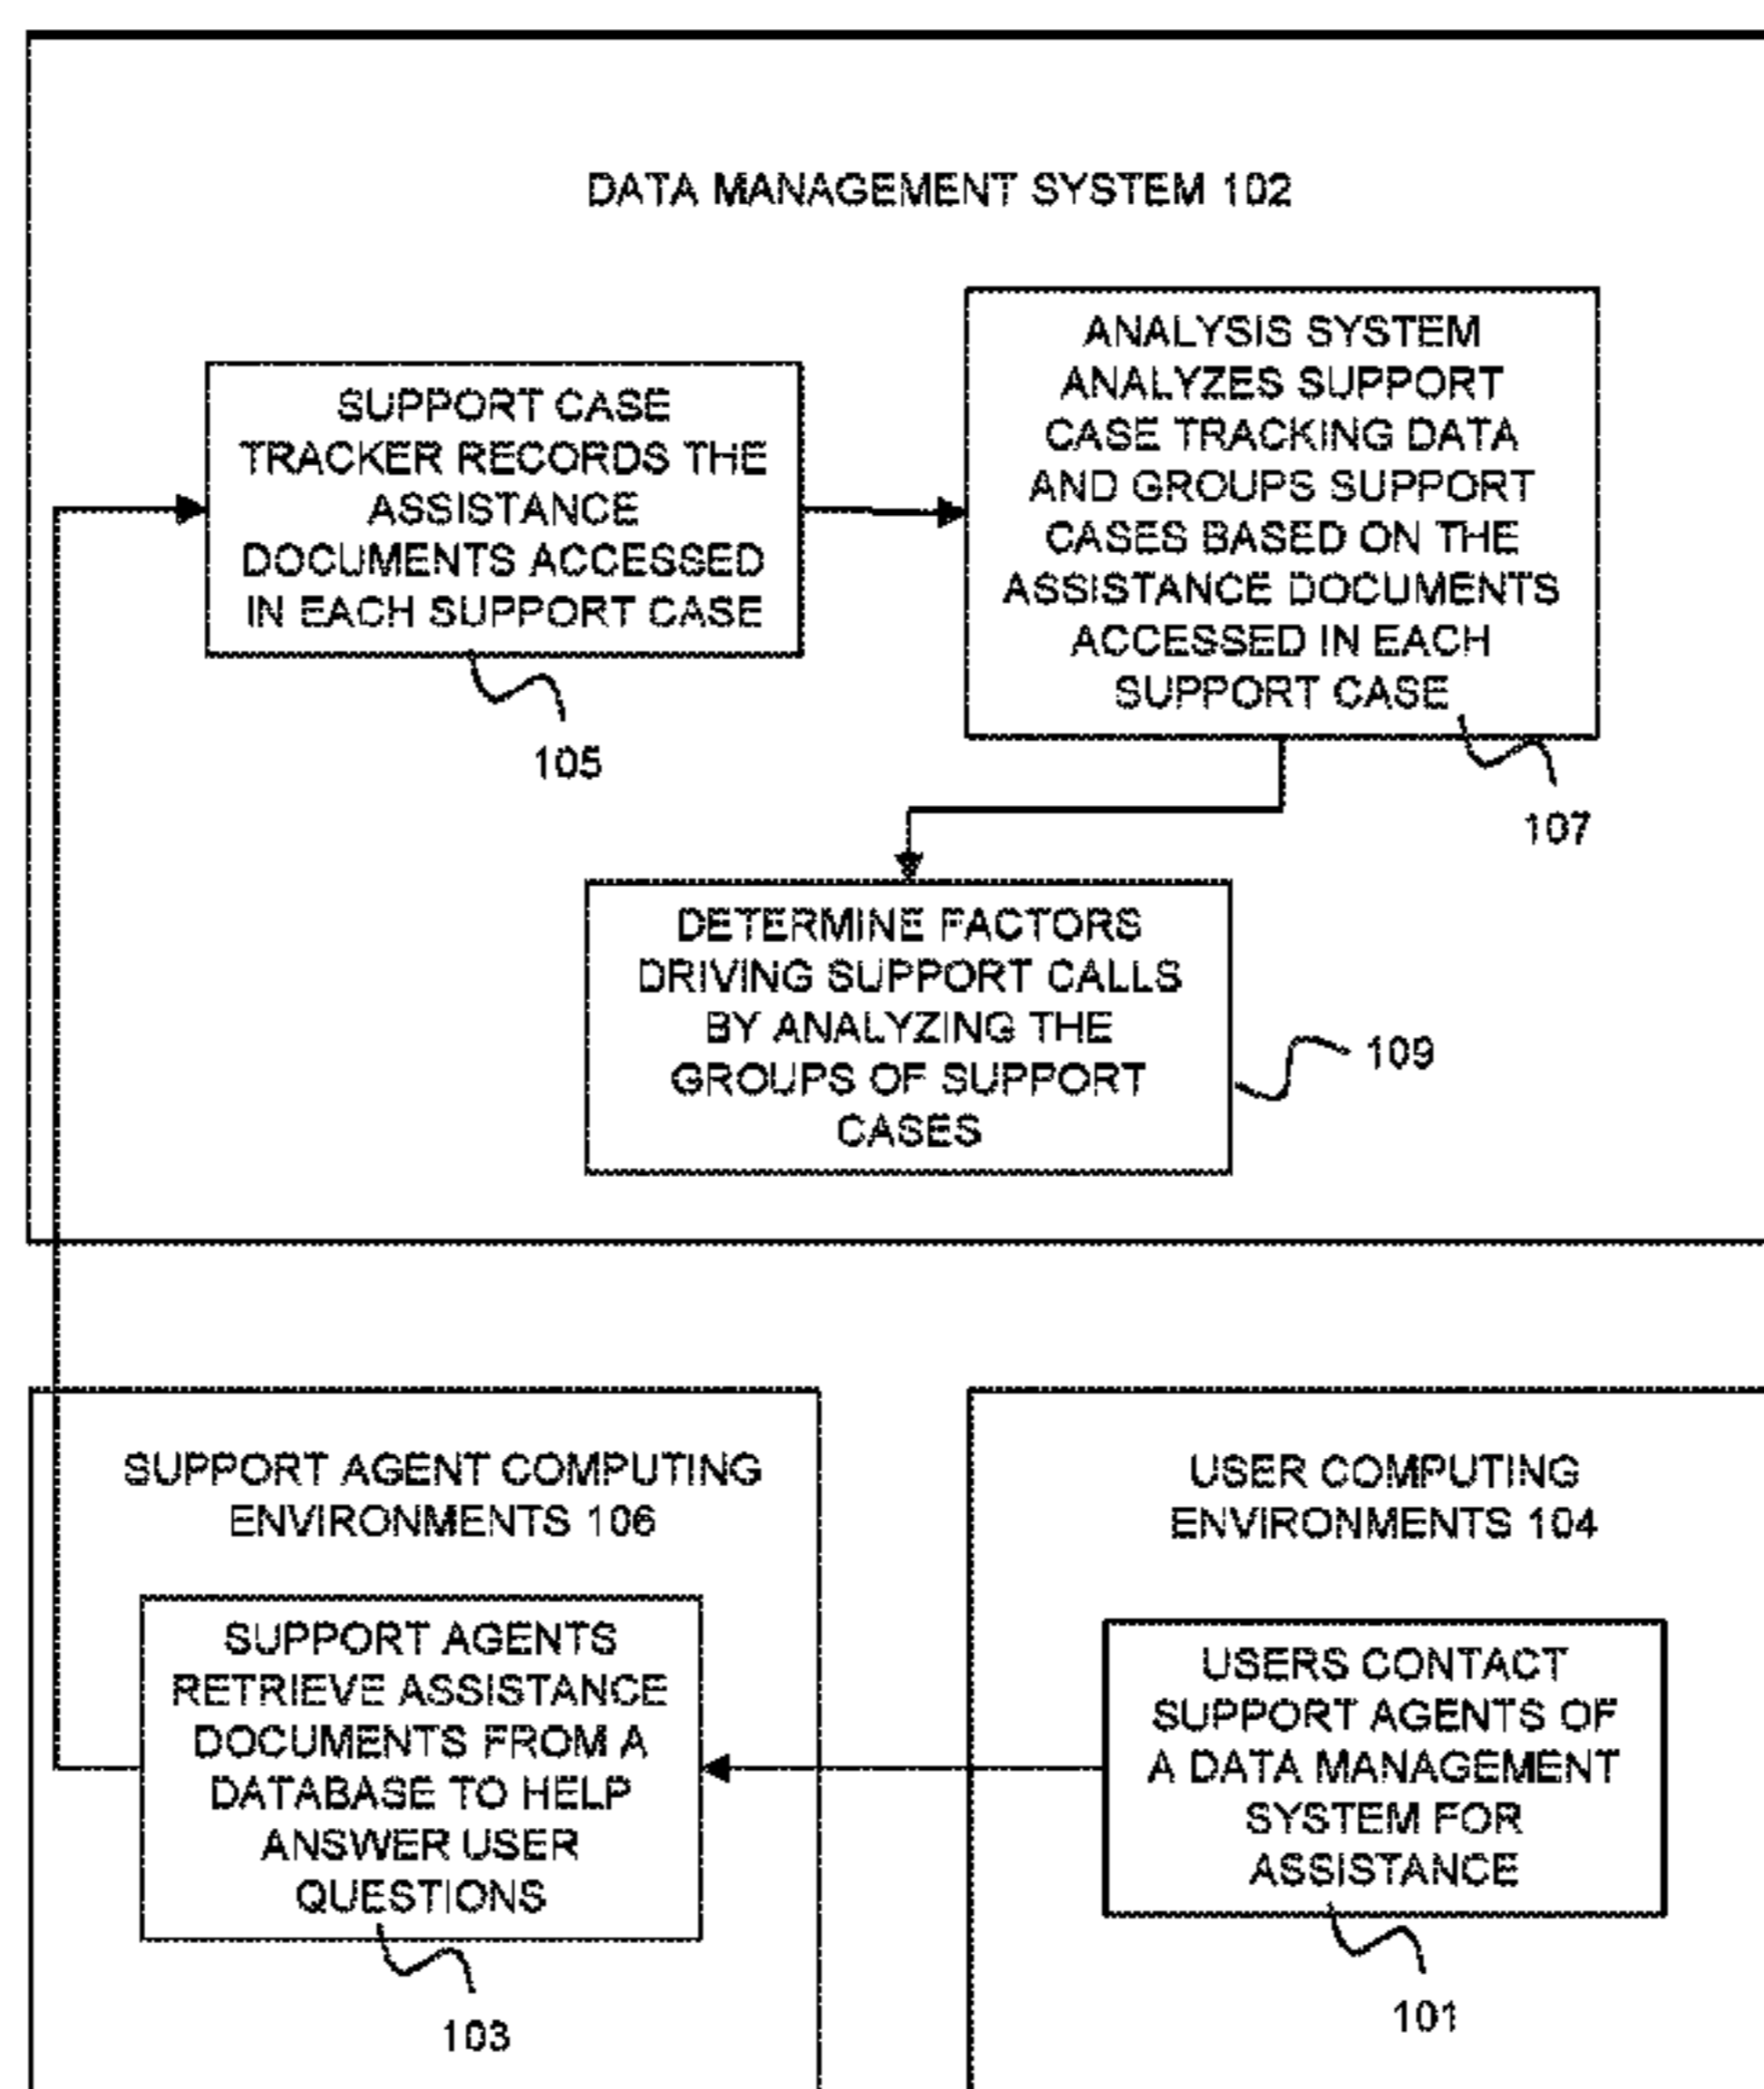 DATA MANAGEMENT SYSTEM 102
SUPPORT CASE
TRACKER RECORDS THE
ASSISTANCE
DOCUMENTS ACCESSED
IN EACH SUPPORT CASE
105
ANALYSIS SYSTEM
ANALYZES SUPPORT
CASE TRACKING DATA
AND GROUPS SUPPORT
CASES BASED ON THE
ASSISTANCE DOCUMENTS
ACCESSED IN EACH
SUPPORT CASE
107
DETERMINE FACTORS
DRIVING SUPPORT CALLS
BY ANALYZING THE
GROUPS OF SUPPORT
CASES
109
SUPPORT AGENT COMPUTING
ENVIRONMENTS 106
SUPPORT AGENTS
RETRIEVE ASSISTANCE
DOCUMENTS FROM A
DATABASE TO HELP
ANSWER USER
QUESTIONS
103
USER COMPUTING
ENVIRONMENTS 104
USERS CONTACT
SUPPORT AGENTS OF
A DATA MANAGEMENT
SYSTEM FOR
ASSISTANCE
101